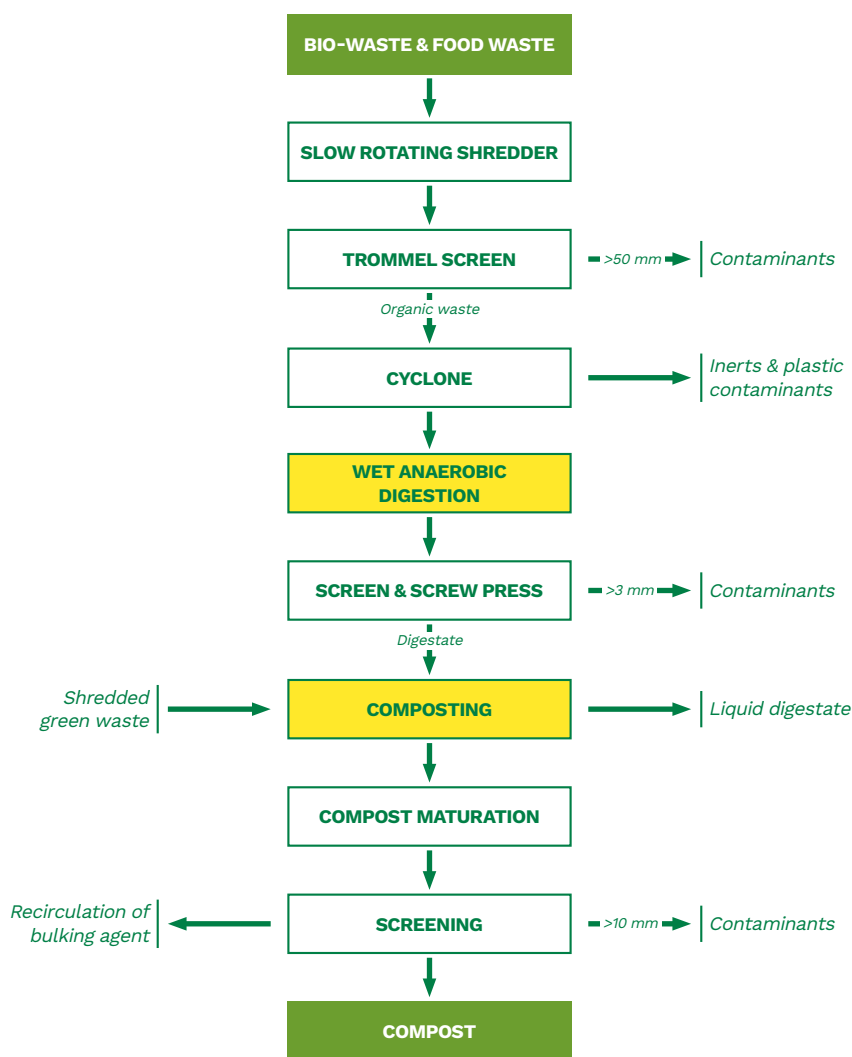 BIO-WASTE & FOOD WASTE
SLOW ROTATING SHREDDER
TROMMEL SCREEN
>50 mm
Contaminants
Organic waste
CYCLONE
Inerts & plastic
contaminants
WET ANAEROBIC
DIGESTION
SCREEN & SCREW PRESS
>3 mm
Contaminants
Digestate
Shredded
green waste
COMPOSTING
Liquid digestate
COMPOST MATURATION
Recirculation of
bulking agent
SCREENING
>10 mm
Contaminants
COMPOST